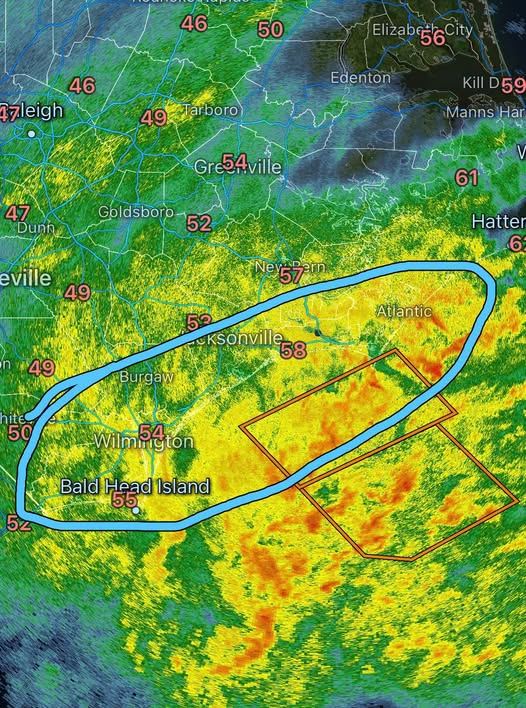 46
50
Elizabeth City
56
Edenton
Kill D
59
46
Manns Har
47
Raleigh
49
Tarboro
Greenville
54
61
47
Dunn
Goldsboro
52
Hatter
eville
49
New Bern
57
Atlantic
53
Jacksonville
58
49
Burgaw
50
Wilmington
54
Bald Head Island
55
52